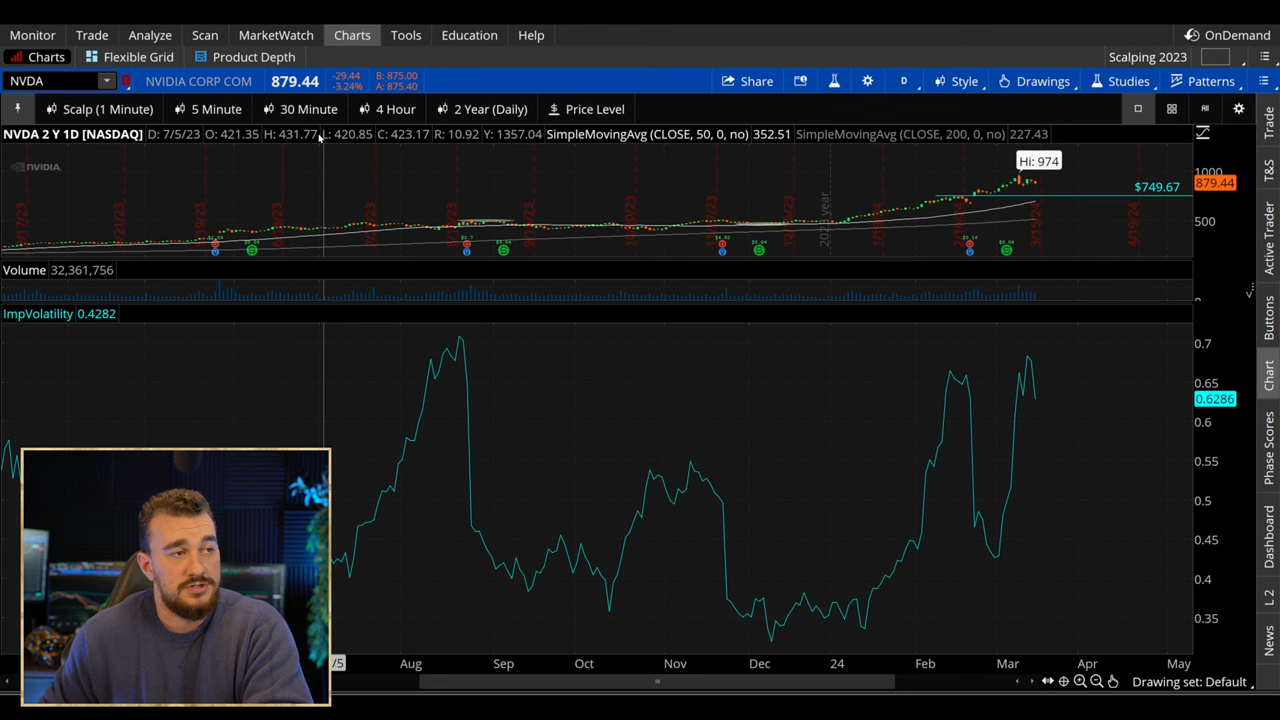 Monitor Trade Analyze Scan MarketWatch Charts Tools Education Help OnDemand
Charts Flexible Grid Product Depth Scalping 2023
NVDA NVIDIA CORP COM 879.44 -29.44 B: 875.00 Share D Style Drawings Studies Patterns
-3.24% A: 875.40
Scalp (1 Minute) 5 Minute 30 Minute 4 Hour 2 Year (Daily) Price Level
NVDA 2 Y 1D [NASDAQ] D: 7/5/23 O: 421.35 H: 431.77 L: 420.85 C: 423.17 R: 10.92 Y: 1357.04 SimpleMovingAvg (CLOSE, 50, 0, no) 352.51 SimpleMovingAvg (CLOSE, 200, 0, no) 227.43
NVIDIA
Hi: 974
1000
879.44
$749.67
500
year
4/19/24
Volume 32,361,756
ImpVolatility 0.4282
0.7
0.65
0.6286
0.6
0.55
0.5
0.45
0.4
0.35
/5 Aug Sep Oct Nov Dec 24 Feb Mar Apr May
Drawing set: Default
Trade
T&S
Active Trader
Buttons
Chart
Phase Scores
Dashboard
L 2
News